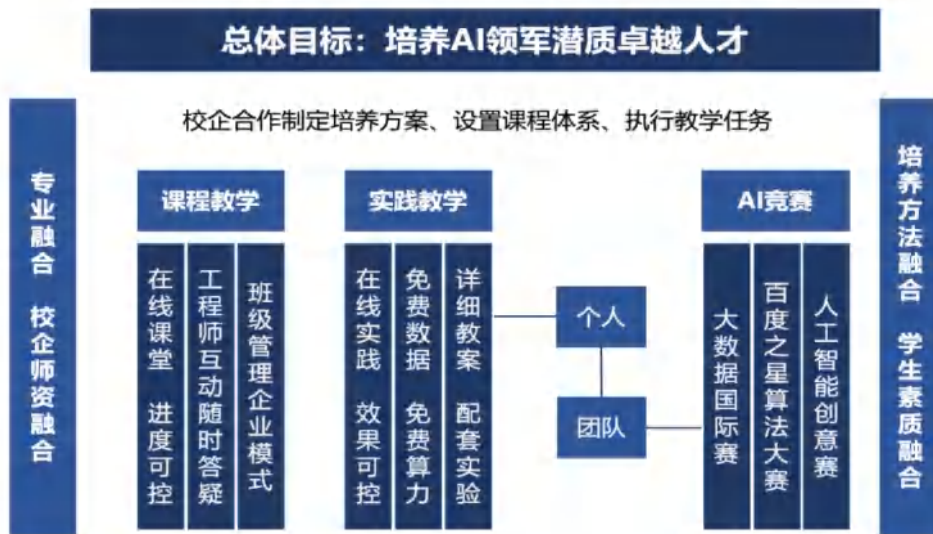 总体目标：培养AI领军潜质卓越人才
校企合作制定培养方案、设置课程体系、执行教学任务
专业融合 校企师资融合
课程教学
在线课堂 进度可控
工程师互动随时答疑
班级管理企业模式
实践教学
在线实践 效果可控
免费数据 免费算力
详细教案 配套实验
个人
团队
AI竞赛
大数据国际赛
百度之星算法大赛
人工智能创意赛
培养方法融合 学生素质融合